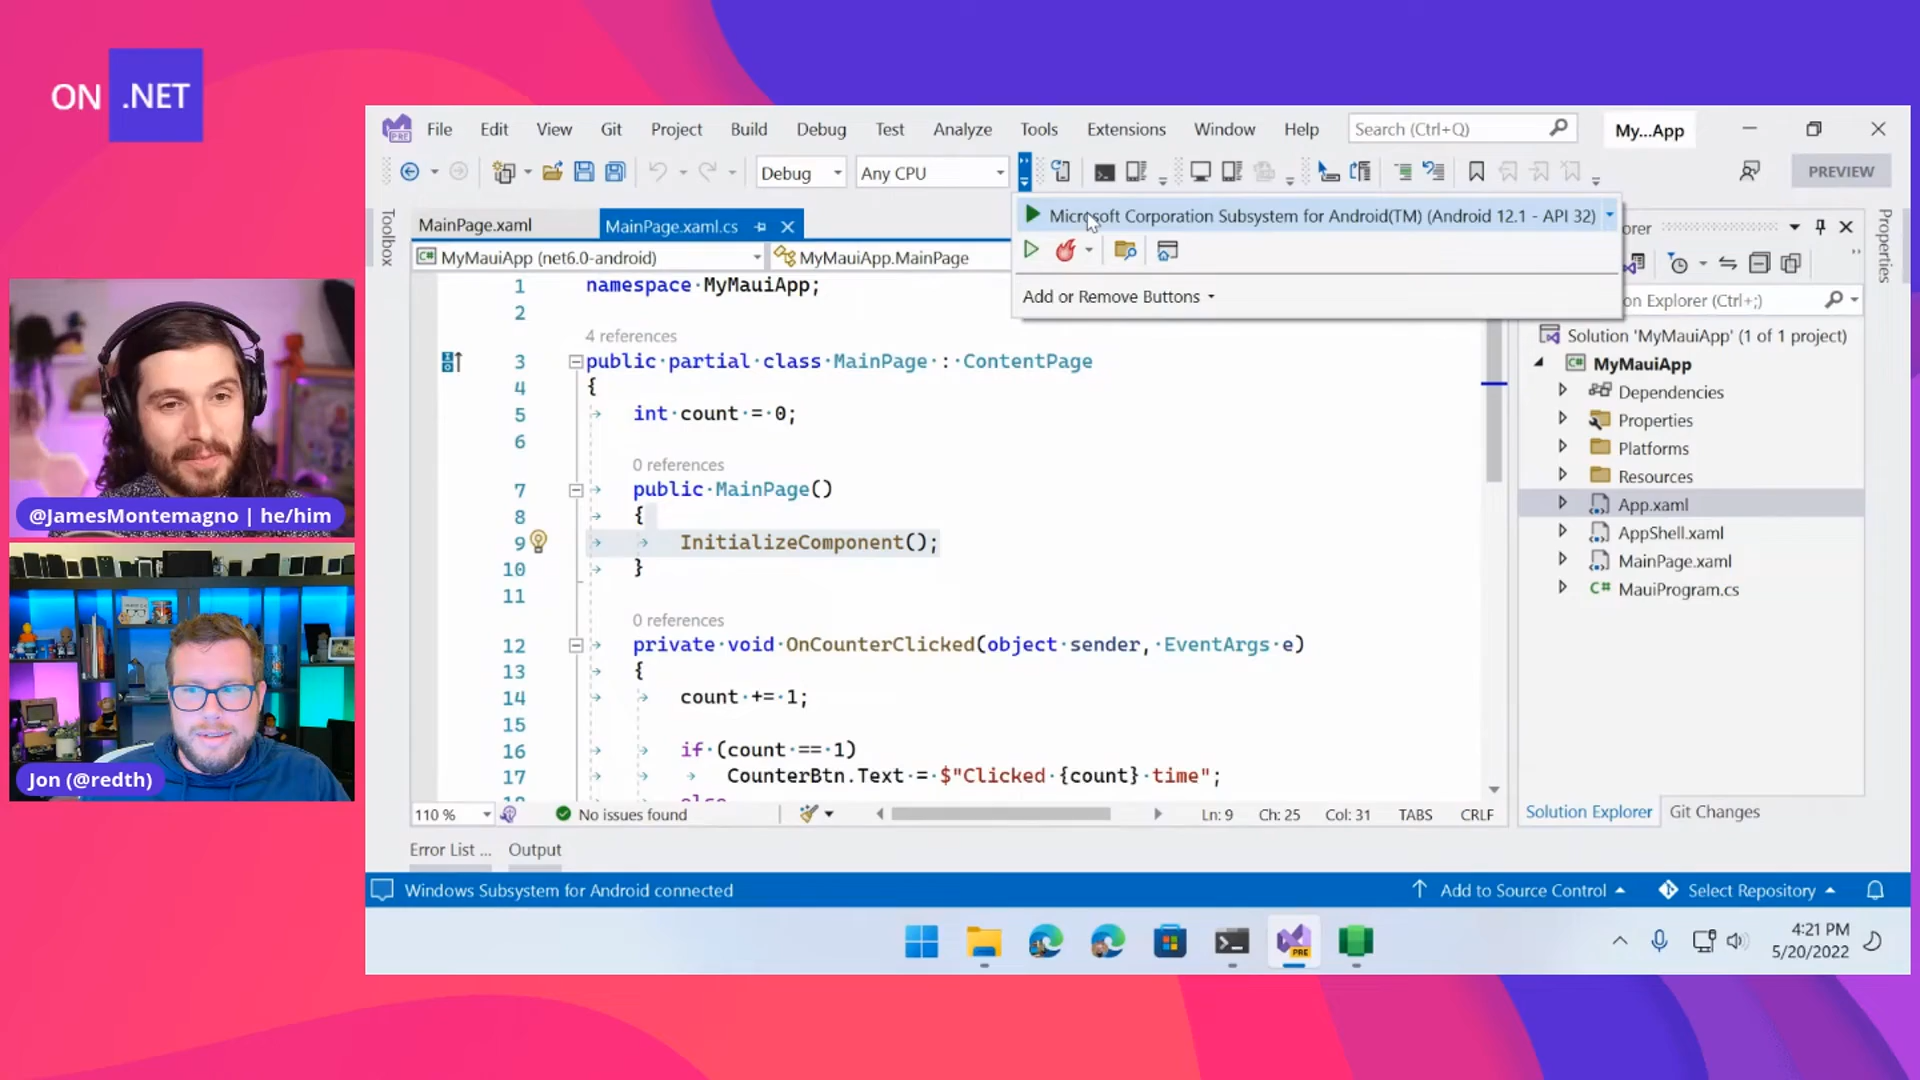 ON .NET
File Edit View Git Project Build Debug Test Analyze Tools Extensions Window Help Search (Ctrl+Q) My...App
Debug Any CPU PREVIEW
Microsoft Corporation Subsystem for Android(TM) (Android 12.1 - API 32)
Add or Remove Buttons
Toolbox
MainPage.xaml MainPage.xaml.cs
MyMauiApp (net6.0-android) MyMauiApp.MainPage
1 namespace MyMauiApp;
2
4 references
3 public partial class MainPage : ContentPage
4 {
5 int count = 0;
6
0 references
7 public MainPage()
8 {
9 InitializeComponent();
10 }
11
0 references
12 private void OnCounterClicked(object sender, EventArgs e)
13 {
14 count += 1;
15
16 if (count == 1)
17 CounterBtn.Text = $"Clicked {count} time";
18 else
110 % No issues found Ln: 9 Ch: 25 Col: 31 TABS CRLF
Error List ... Output
Properties
orer
on Explorer (Ctrl+;)
Solution 'MyMauiApp' (1 of 1 project)
MyMauiApp
Dependencies
Properties
Platforms
Resources
App.xaml
AppShell.xaml
MainPage.xaml
C# MauiProgram.cs
Solution Explorer Git Changes
Windows Subsystem for Android connected Add to Source Control Select Repository
PRE
4:21 PM
5/20/2022
@JamesMontemagno | he/him
Jon (@redth)